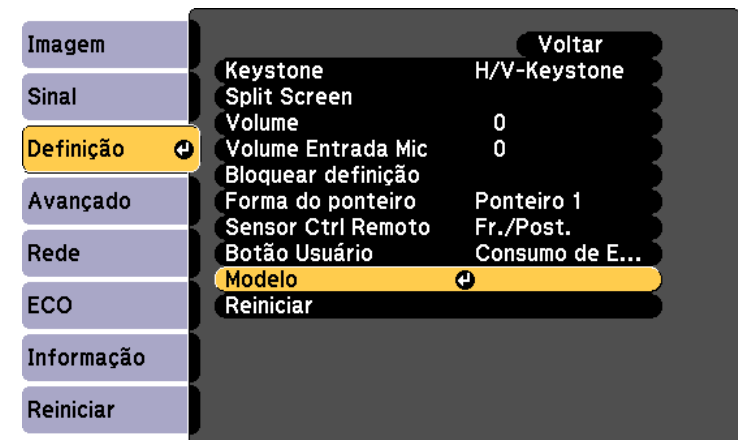 Imagem
Sinal
Definição
Avançado
Rede
ECO
Informação
Reiniciar
Voltar
Keystone H/V-Keystone
Split Screen
Volume 0
Volume Entrada Mic 0
Bloquear definição
Forma do ponteiro Ponteiro 1
Sensor Ctrl Remoto Fr./Post.
Botão Usuário Consumo de E...
Modelo
Reiniciar